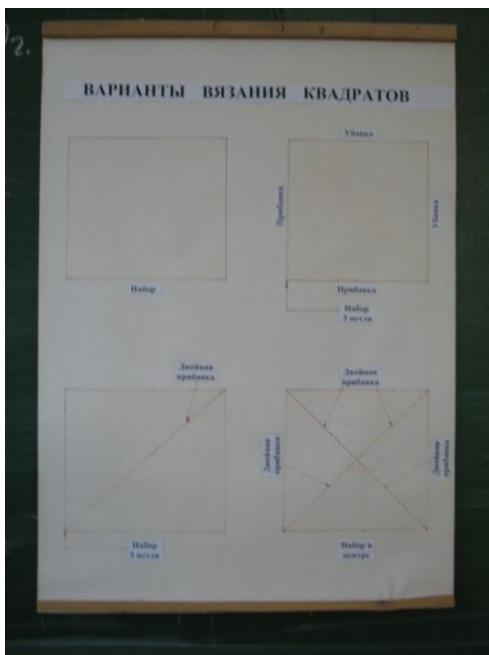 2.
ВАРИАНТЫ ВЯЗАНИЯ КВАДРАТОВ
Набор
Убавка
Прибавка
Убавка
Прибавка
Набор
3 петли
Двойная
прибавка
Набор
3 петли
Двойная
прибавка
Двойная
прибавка
Двойная
прибавка
Набор в
центре